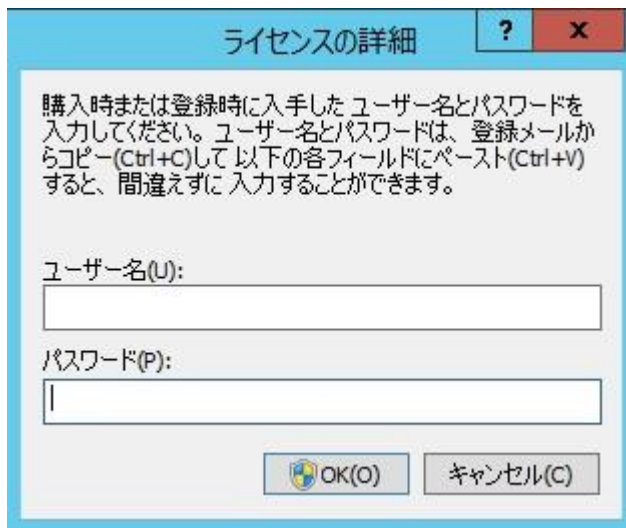 ライセンスの詳細
?
x
購入時または登録時に入手した ユーザー名とパスワードを
入力してください。ユーザー名とパスワードは、登録メールか
らコピー(Ctrl+C)して 以下の各フィールドにペースト(Ctrl+V)
すると、間違えずに 入力することができます。
ユーザー名(U):
パスワード(P):
OK(O)
キャンセル(C)